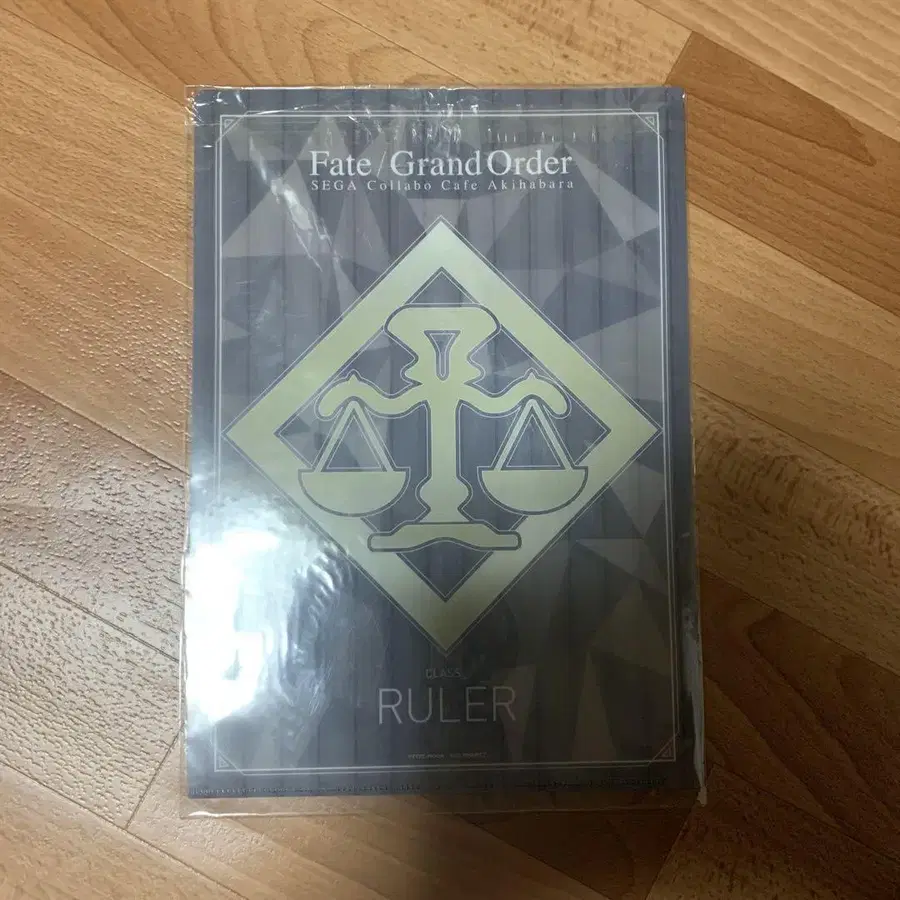 Fate/Grand Order
SEGA Collabo Cafe Akihabara
CLASS
RULER